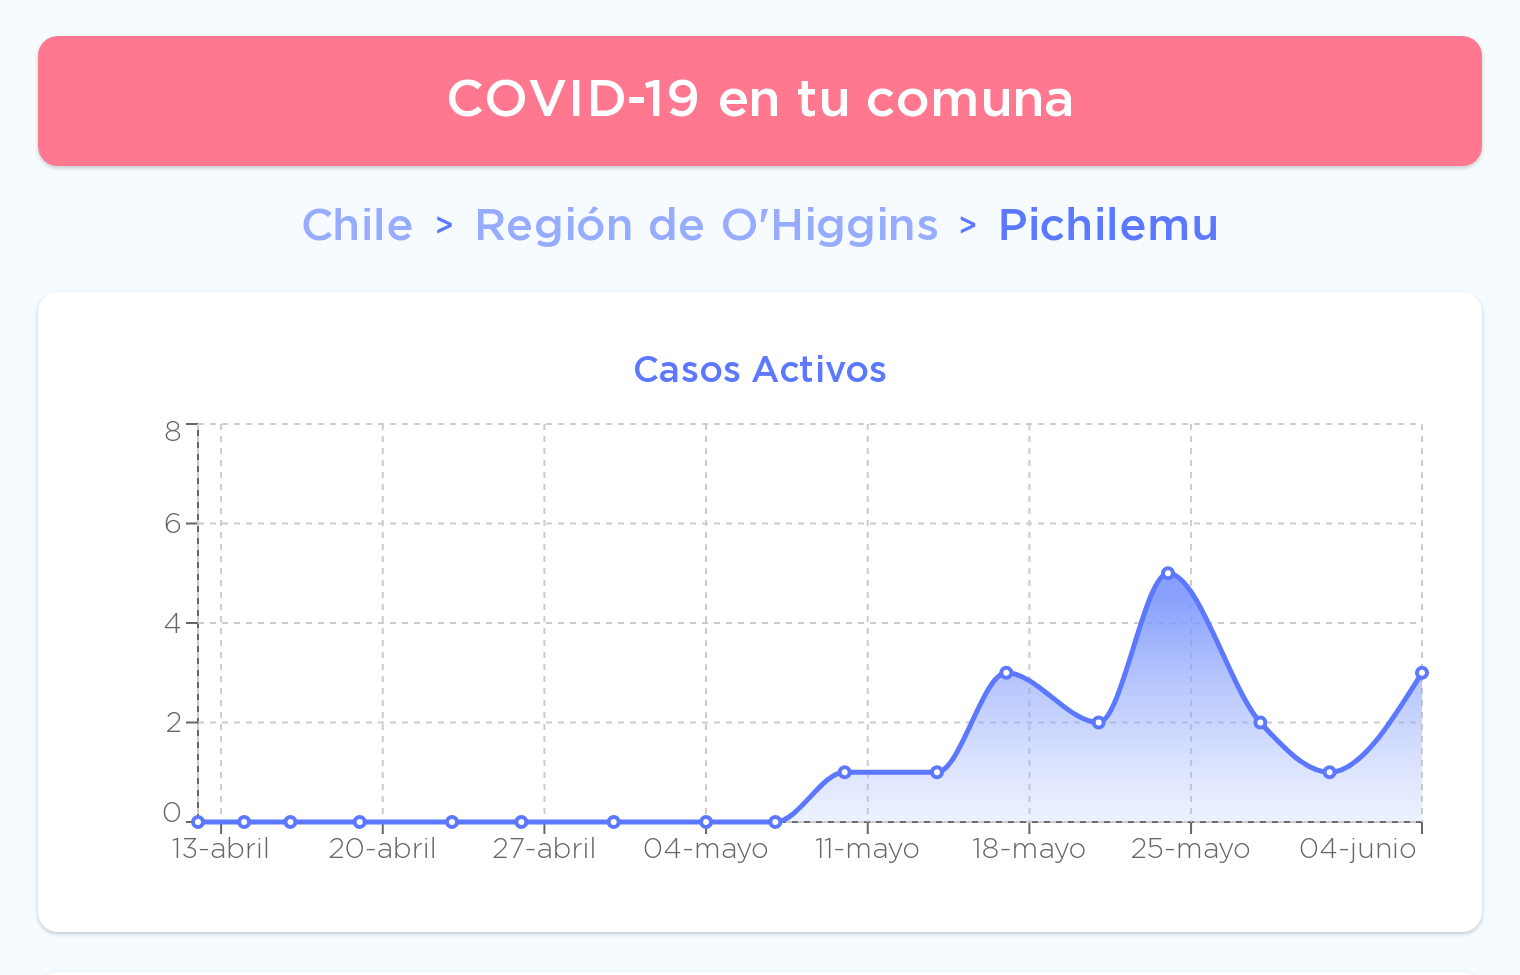 COVID-19 en tu comuna
Chile > Región de O'Higgins > Pichilemu
Casos Activos
8
6
4
2
0
13-abril 20-abril 27-abril 04-mayo 11-mayo 18-mayo 25-mayo 04-junio